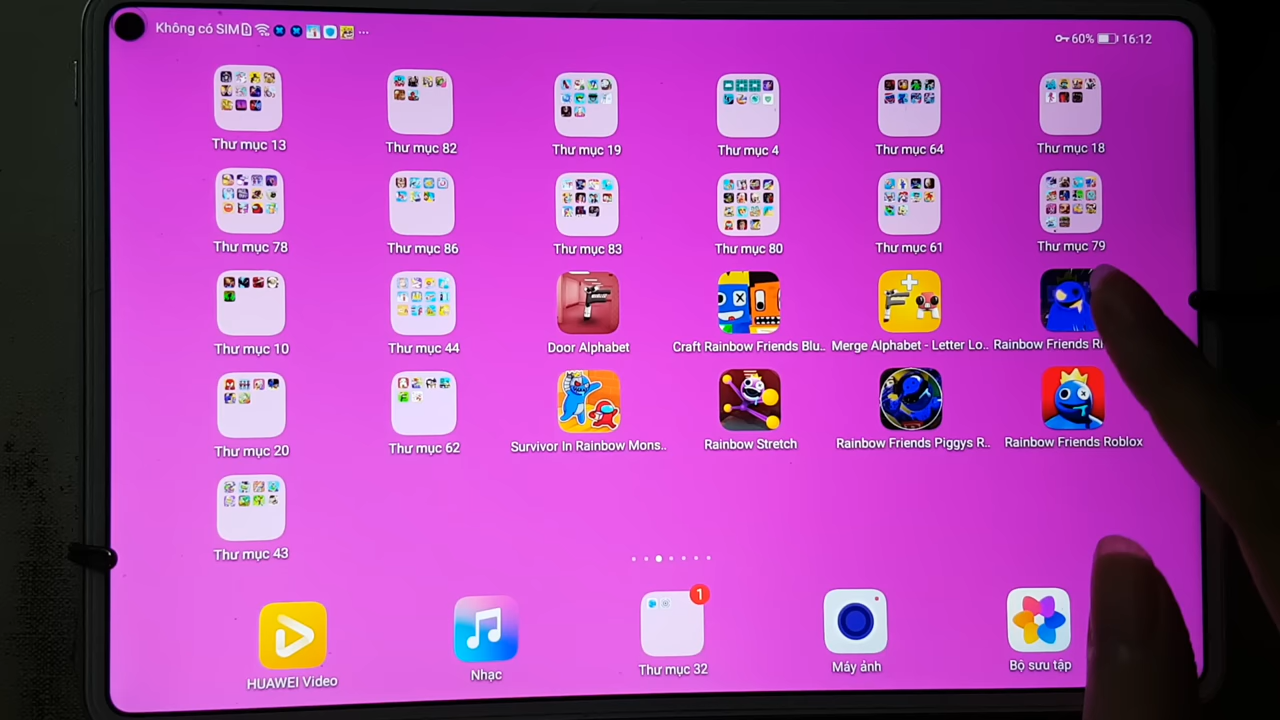 Không có SIM
60% 16:12
Thư mục 13
Thư mục 82
Thư mục 19
Thư mục 4
Thư mục 64
Thư mục 18
Thư mục 78
Thư mục 86
Thư mục 83
Thư mục 80
Thư mục 61
Thư mục 79
Thư mục 10
Thư mục 44
Door Alphabet
Craft Rainbow Friends Blu..
Merge Alphabet - Letter Lo..
Rainbow Friends
Thư mục 20
Thư mục 62
Survivor In Rainbow Mons..
Rainbow Stretch
Rainbow Friends Piggys R..
Rainbow Friends Roblox
Thư mục 43
1
HUAWEI Video
Nhạc
Thư mục 32
Máy ảnh
Bộ sưu tập